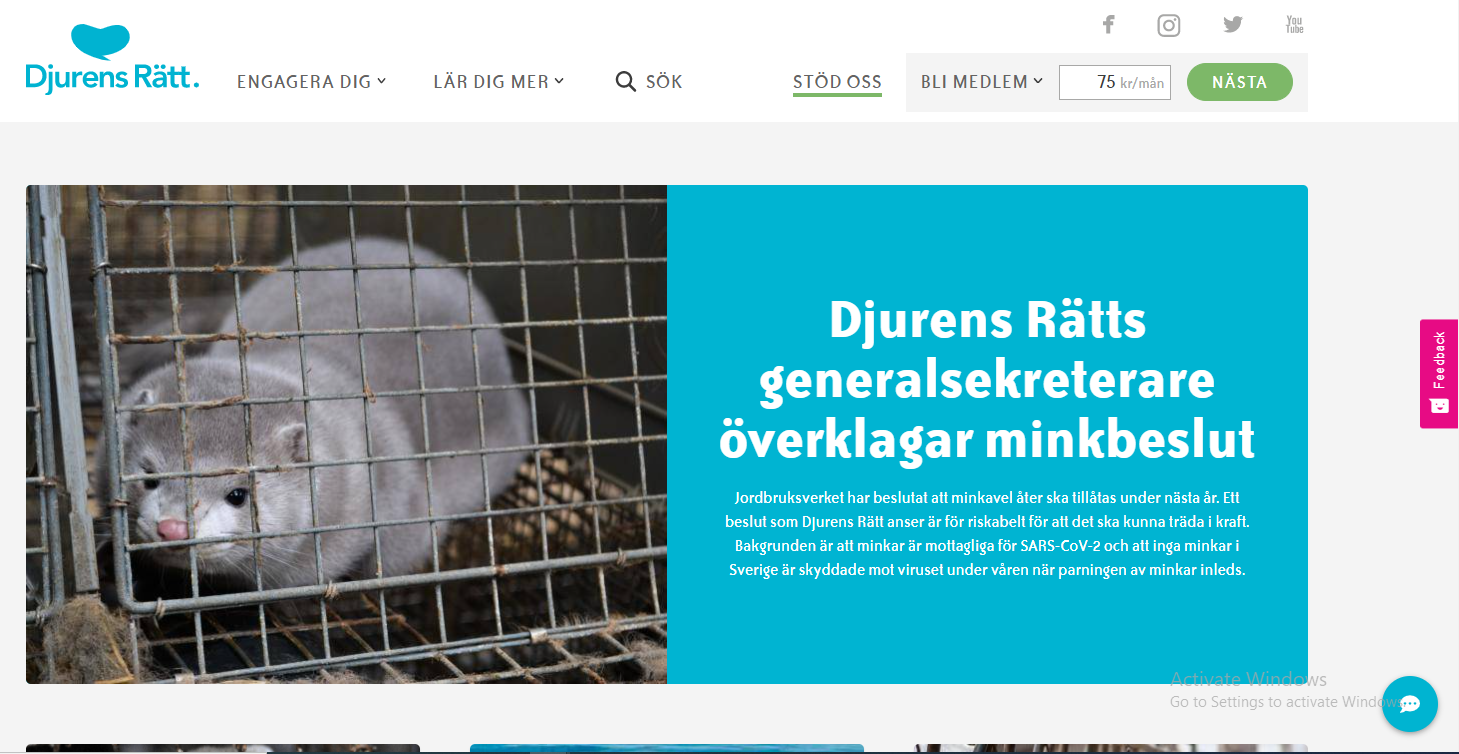 You
Tube
Djurens Rätt.
ENGAGERA DIG
LÄR DIG MER
SÖK
STÖD OSS
BLI MEDLEM
75 kr/mån
NÄSTA
Djurens Rätts
generalsekreterare
överklagar minkbeslut
Jordbruksverket har beslutat att minkavel åter ska tillåtas under nästa år. Ett
beslut som Djurens Rätt anser är för riskabelt för att det ska kunna träda i kraft.
Bakgrunden är att minkar är mottagliga för SARS-CoV-2 och att inga minkar i
Sverige är skyddade mot viruset under våren när parningen av minkar inleds.
Feedback
Activate Windows
Go to Settings to activate Windows.